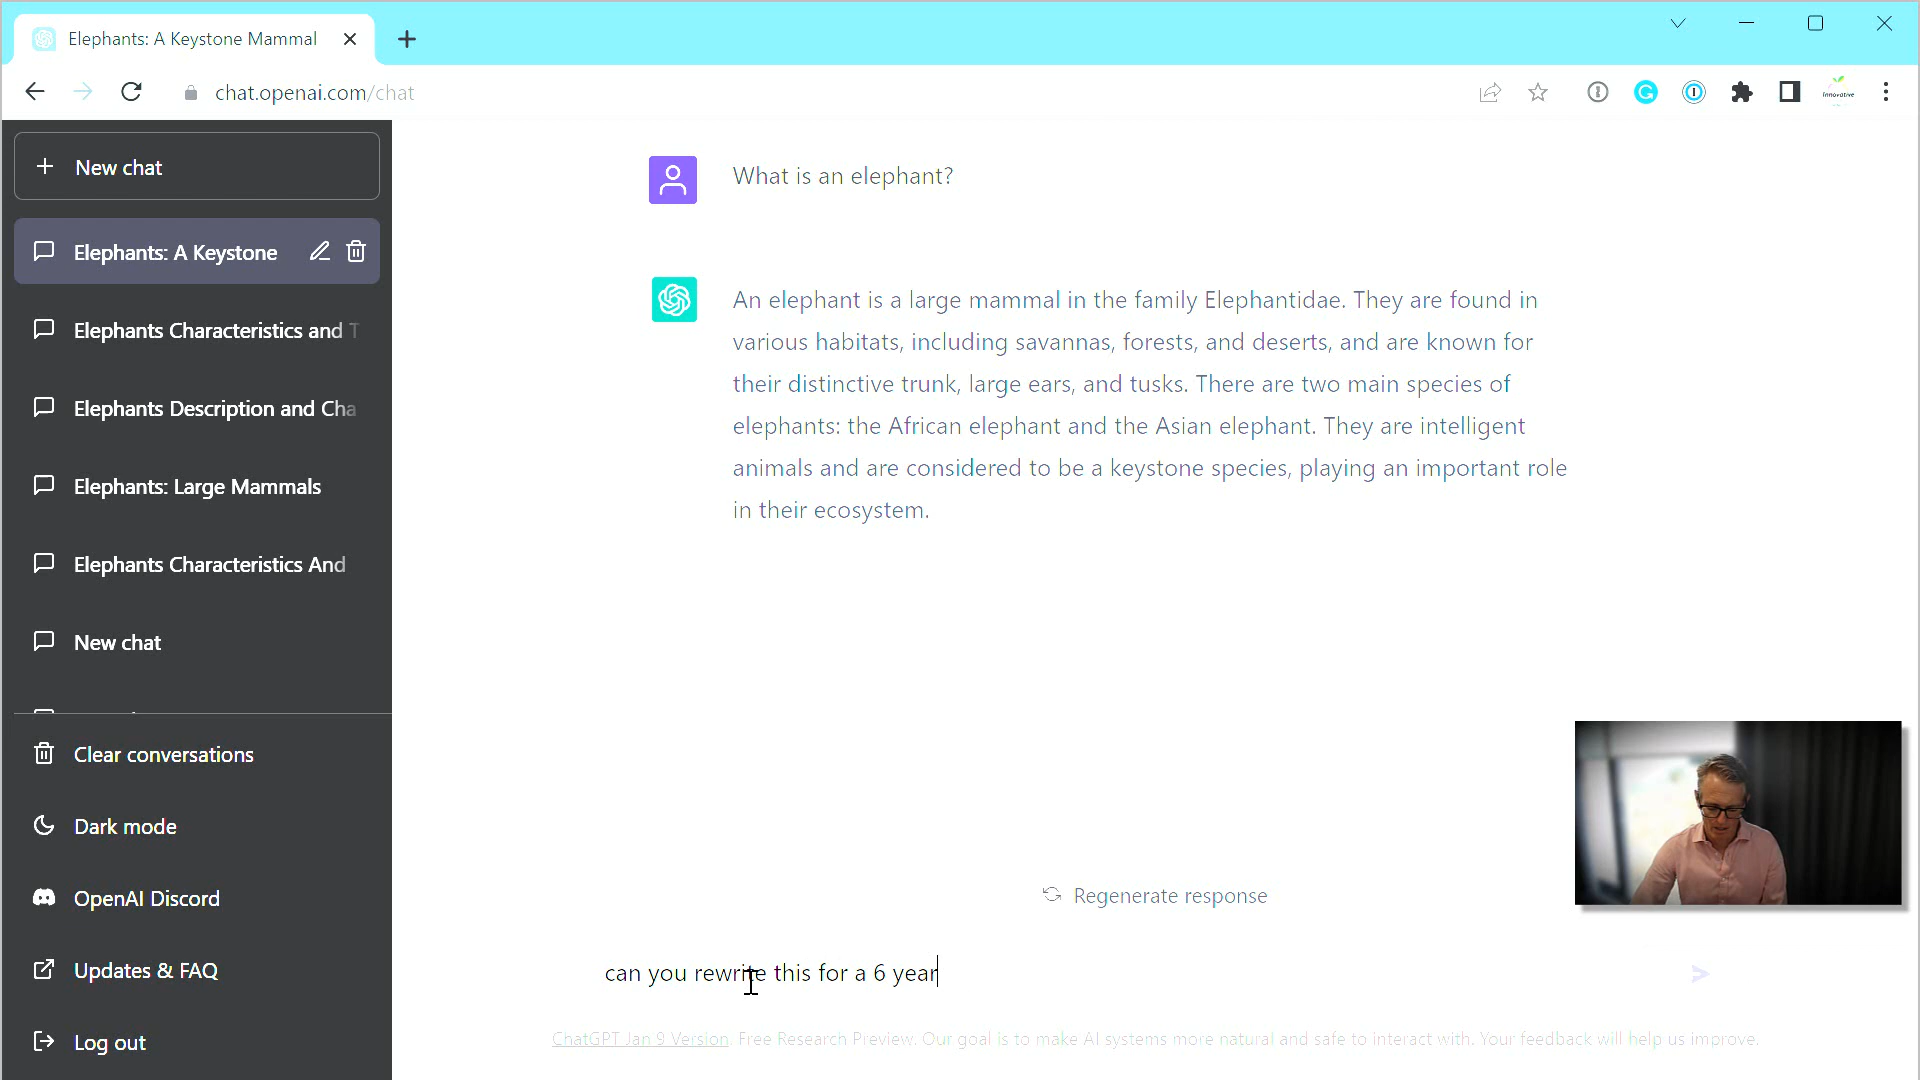 Elephants: A Keystone Mammal
chat.openai.com/chat
Innovative
New chat
Elephants: A Keystone
Elephants Characteristics and T
Elephants Description and Cha
Elephants: Large Mammals
Elephants Characteristics And
New chat
Clear conversations
Dark mode
OpenAI Discord
Updates & FAQ
Log out
What is an elephant?
An elephant is a large mammal in the family Elephantidae. They are found in
various habitats, including savannas, forests, and deserts, and are known for
their distinctive trunk, large ears, and tusks. There are two main species of
elephants: the African elephant and the Asian elephant. They are intelligent
animals and are considered to be a keystone species, playing an important role
in their ecosystem.
Regenerate response
can you rewrite this for a 6 year
ChatGPT Jan 9 Version. Free Research Preview. Our goal is to make AI systems more natural and safe to interact with. Your feedback will help us improve.